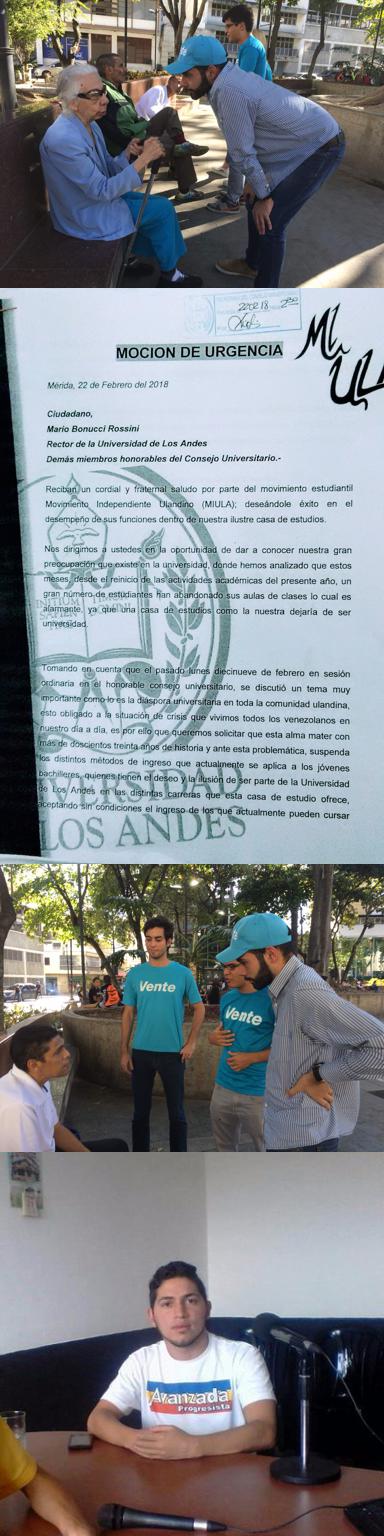 22 02 18
MOCION DE URGENCIA
MI
UL
Mérida, 22 de Febrero del 2018
Ciudadano,
Mario Bonucci Rossini
Rector de la Universidad de Los Andes
Demás miembros honorables del Consejo Universitario.-
Reciban un cordial y fraternal saludo por parte del movimiento estudiantil
Movimiento Independiente Ulandino (MIULA); deseándole éxito en el
desempeño de sus funciones dentro de nuestra ilustre casa de estudios.
Nos dirigimos a ustedes en la oportunidad de dar a conocer nuestra gran
preocupación que existe en la universidad, donde hemos analizado que estos
meses, desde el reinicio de las actividades académicas del presente año, un
gran número de estudiantes han abandonado sus aulas de clases lo cual es
alarmante, ya que una casa de estudios como la nuestra dejaría de ser
universidad.
INITIUM
SAPIEN
OMINI
Tomando en cuenta que el pasado lunes diecinueve de febrero en sesión
ordinaria en el honorable consejo universitario, se discutió un tema muy
importante como lo es la diáspora universitaria en toda la comunidad ulandina,
esto obligado a la situación de crisis que vivimos todos los venezolanos en
nuestro día a día, es por ello que queremos solicitar que esta alma mater con
más de doscientos treinta años de historia y ante esta problemática, suspenda
los distintos métodos de ingreso que actualmente se aplica a los jóvenes
bachilleres, quienes tienen el deseo y la ilusión de ser parte de la Universidad
de Los Andes en las distintas carreras que esta casa de estudio ofrece,
aceptando sin condiciones el ingreso de los que actualmente pueden cursar
LOS ANDES
Vente
Vente
Avanzada
Progresista